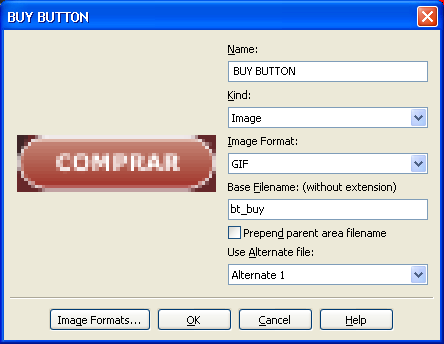 BUY BUTTON
COMPRAR
Name:
BUY BUTTON
Kind:
Image
Image Format:
GIF
Base Filename: (without extension)
bt_buy
Prepend parent area filename
Use Alternate file:
Alternate 1
Image Formats...
OK
Cancel
Help